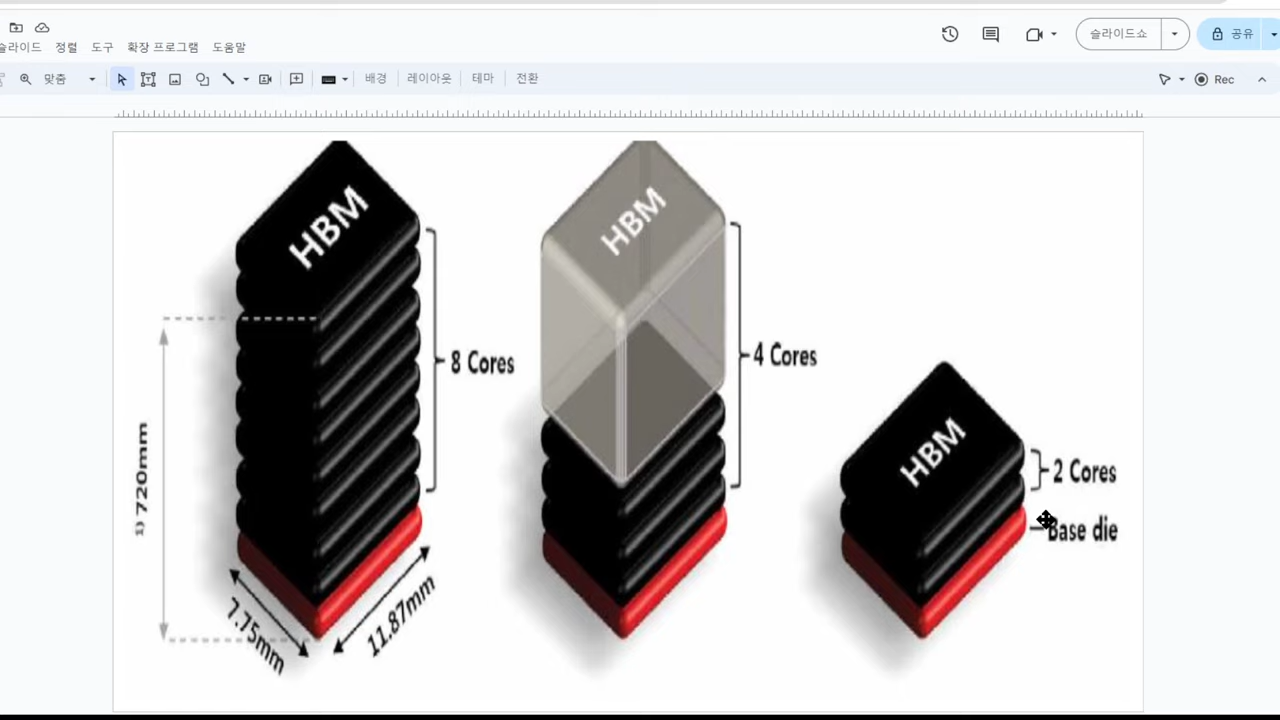 슬라이드 정렬 도구 확장 프로그램 도움말
슬라이드쇼
공유
맞춤
배경
레이아웃
테마
전환
Rec
HBM
8 Cores
1) 720mm
7.75mm
11.87mm
HBM
4 Cores
HBM
2 Cores
Base die